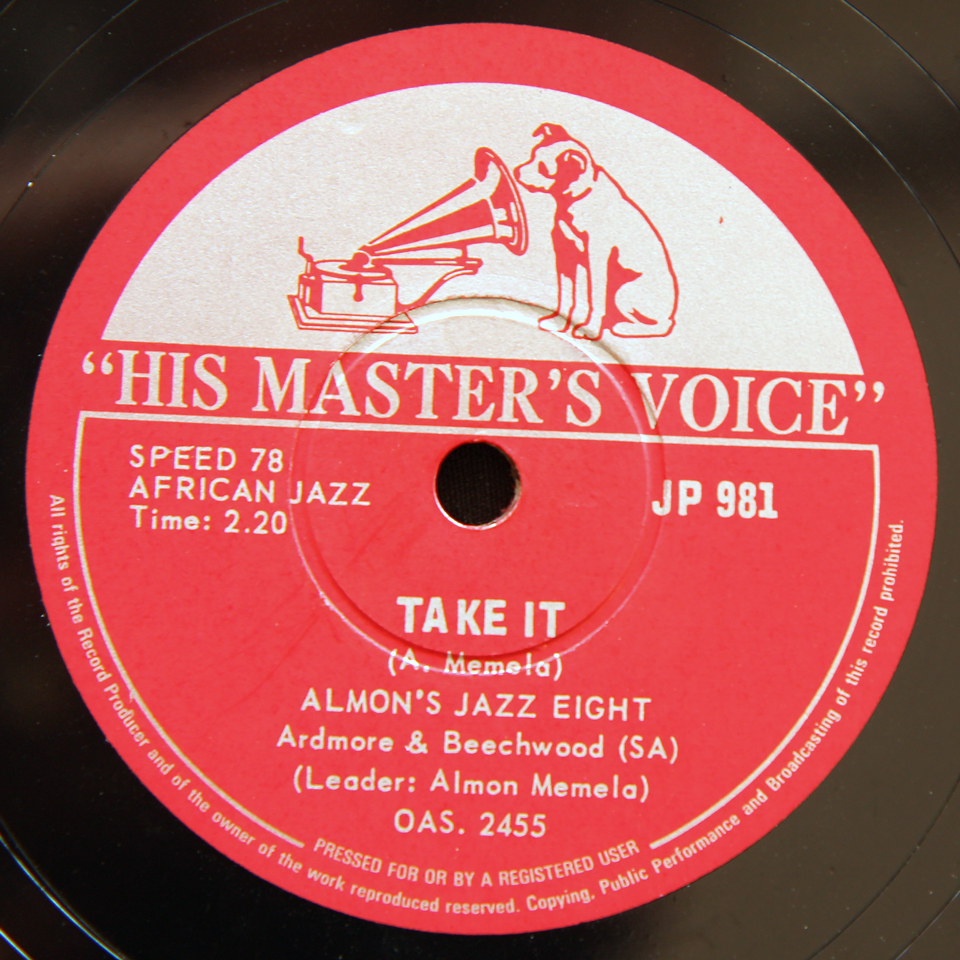 “HIS MASTER'S VOICE”
SPEED 78
AFRICAN JAZZ
Time: 2.20
JP 981
TAKE IT
(A. Memela)
ALMON'S JAZZ EIGHT
Ardmore & Beechwood (SA)
(Leader: Almon Memela)
OAS. 2455
PRESSED FOR OR BY A REGISTERED USER
All rights of the Record Producer and of the owner of the work reproduced reserved. Copying, Public Performance and Broadcasting of this record prohibited.